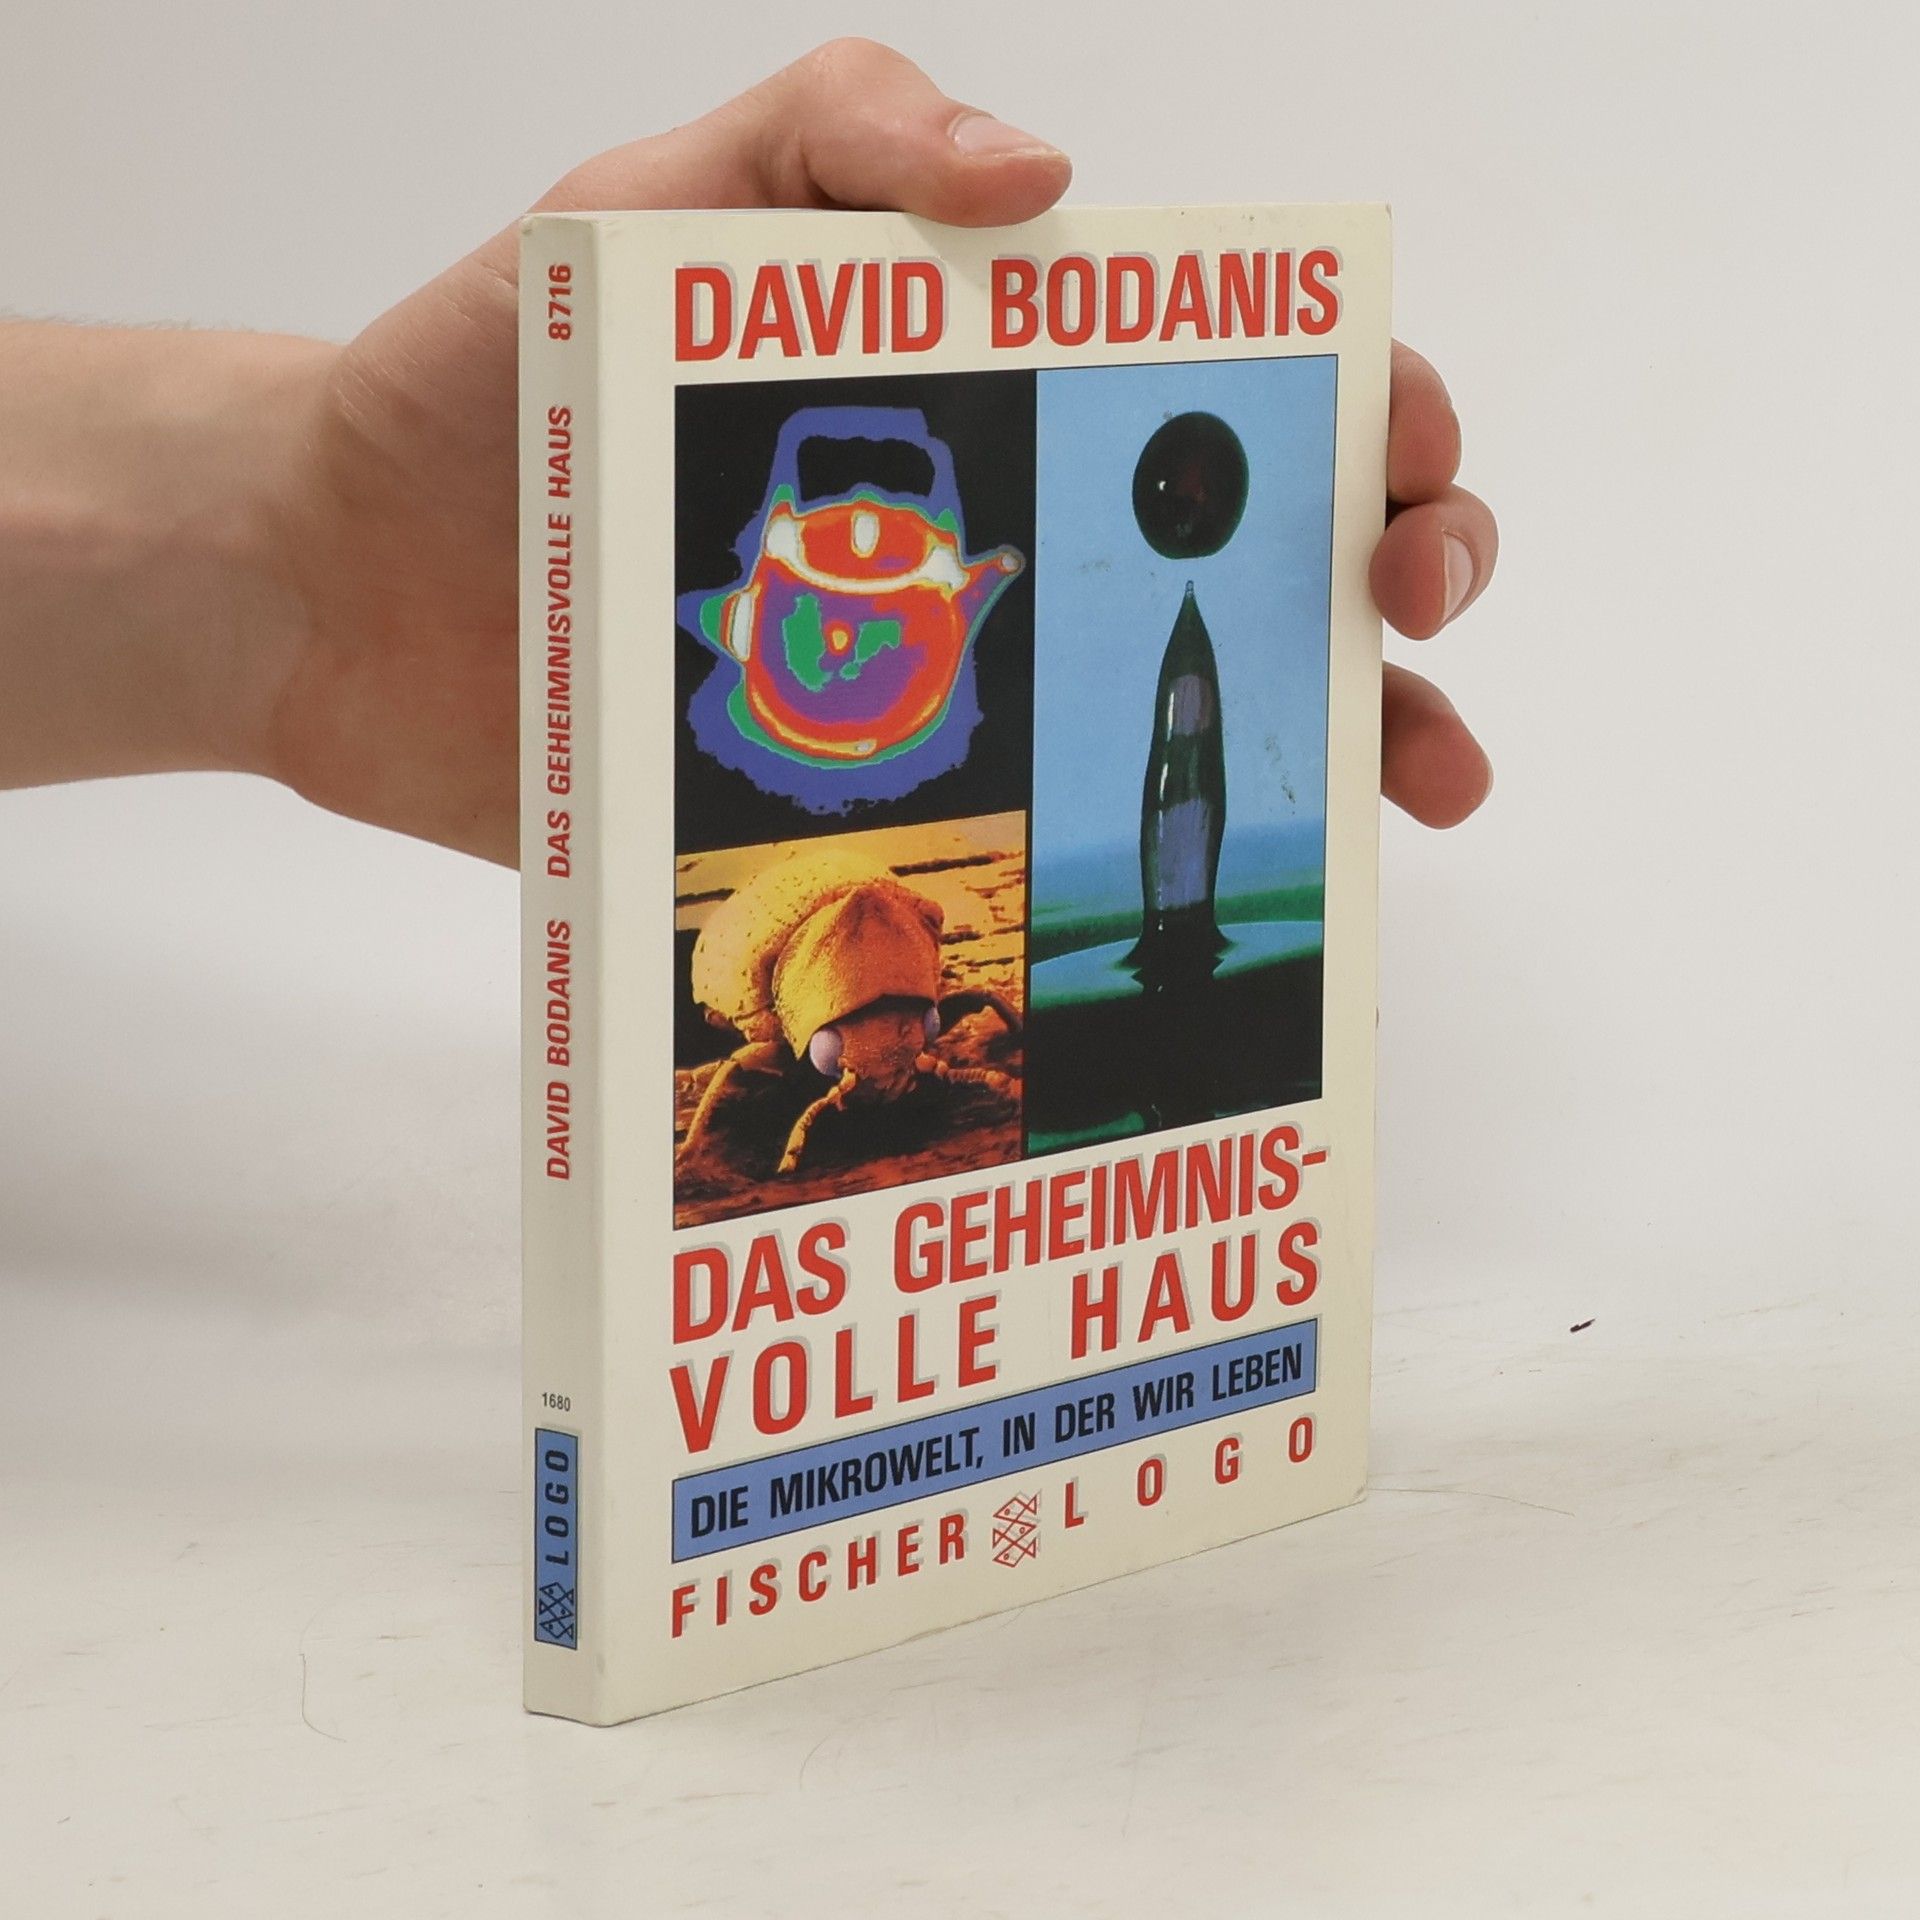 DAVID BODANIS
DAS GEHEIMNIS-
VOLLE HAUS
DIE MIKROWELT, IN DER WIR LEBEN
FISCHER LOGO
DAVID BODANIS DAS GEHEIMNISVOLLE HAUS 8716
1680
LOGO